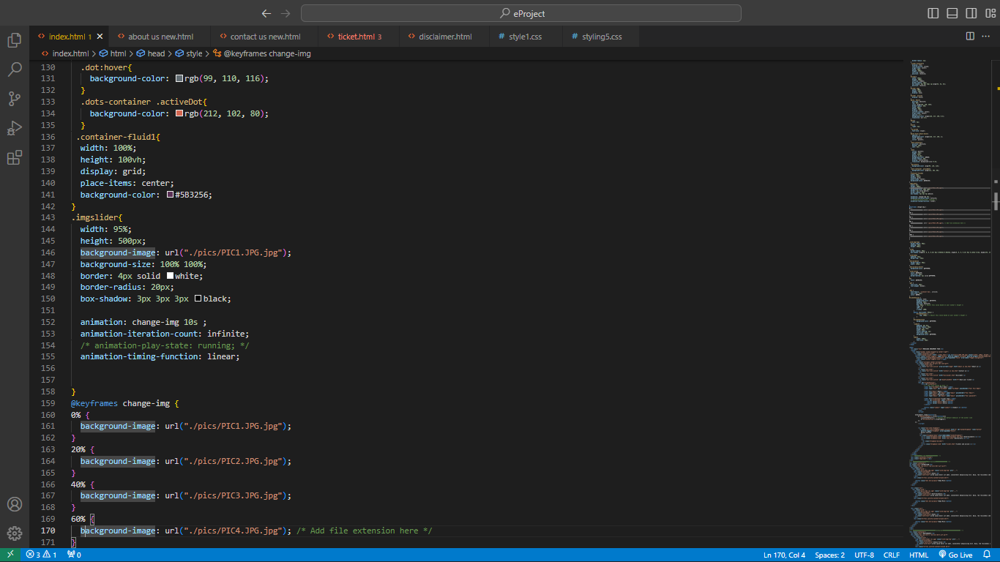 eProject
index.html 1
about us new.html
contact us new.html
ticket.html 3
disclaimer.html
# style1.css
# styling5.css
index.html > html > head > style > @keyframes change-img
130 .dot:hover{
131 background-color: rgb(99, 110, 116);
132 }
133 .dots-container .activeDot{
134 background-color: rgb(212, 102, 80);
135 }
136 .container-fluid1{
137 width: 100%;
138 height: 100vh;
139 display: grid;
140 place-items: center;
141 background-color: #5B3256;
142 }
143 .imgslider{
144 width: 95%;
145 height: 500px;
146 background-image: url("./pics/PIC1.JPG.jpg");
147 background-size: 100% 100%;
148 border: 4px solid white;
149 border-radius: 20px;
150 box-shadow: 3px 3px 3px black;
151
152 animation: change-img 10s ;
153 animation-iteration-count: infinite;
154 /* animation-play-state: running; */
155 animation-timing-function: linear;
156
157
158 }
159 @keyframes change-img {
160 0% {
161 background-image: url("./pics/PIC1.JPG.jpg");
162 }
163 20% {
164 background-image: url("./pics/PIC2.JPG.jpg");
165 }
166 40% {
167 background-image: url("./pics/PIC3.JPG.jpg");
168 }
169 60% {
170 background-image: url("./pics/PIC4.JPG.jpg"); /* Add file extension here */
171 }
3 1 0 Ln 170, Col 4 Spaces: 2 UTF-8 CRLF HTML Go Live